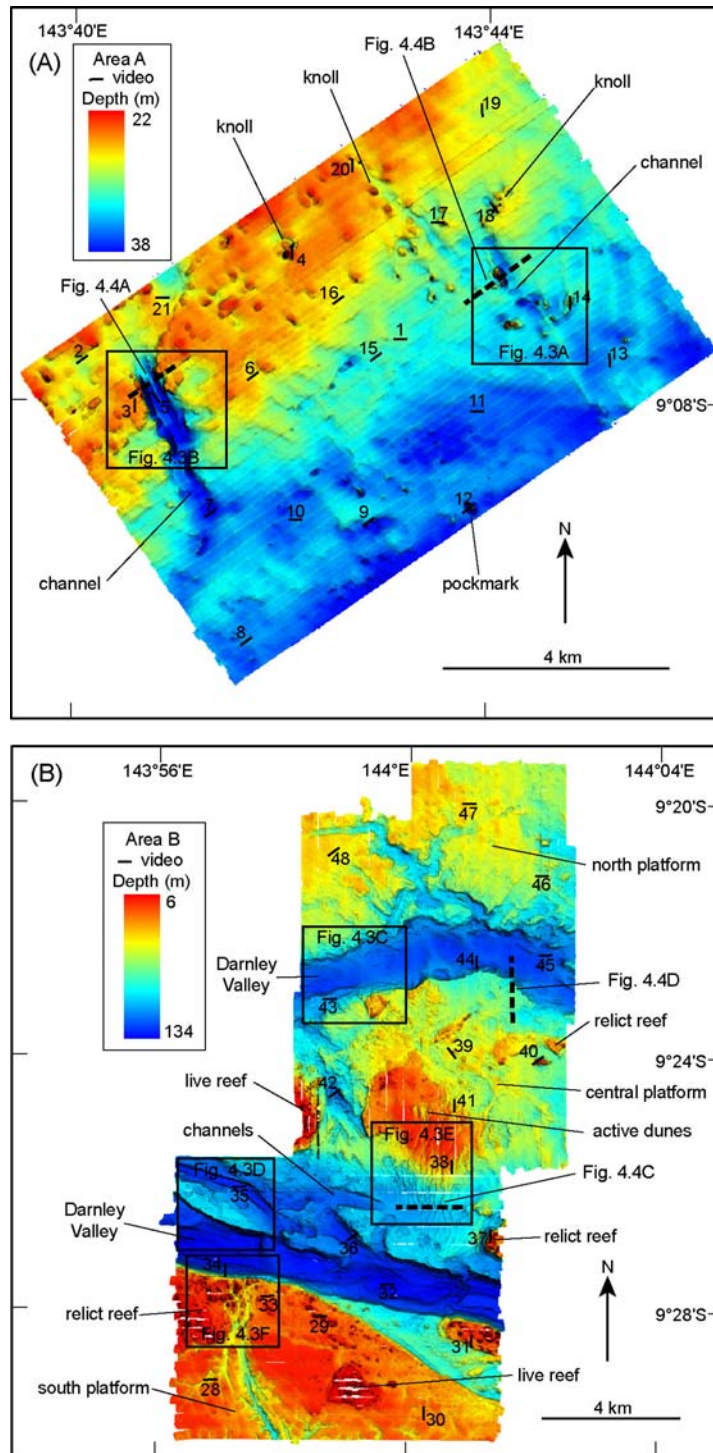 143°40'E
143°44'E
(A)
Area A
video
Depth (m)
22
38
Fig. 4.4B
knoll
knoll
knoll
19
20
channel
17
18
4
Fig. 4.4A
21
16
14
1
2
15
6
Fig. 4.3A
13
3
5
11
9°08'S
Fig. 4.3B
12
10
9
7
N
channel
pockmark
8
4 km
(B)
143°56'E
144°E
144°04'E
9°20'S
Area B
video
Depth (m)
6
134
47
48
north platform
46
Fig. 4.3C
Darnley
Valley
44
45
Fig. 4.4D
43
relict reef
39
40
9°24'S
live reef
42
central platform
41
active dunes
channels
Fig. 4.3E
38
Fig. 4.3D
Fig. 4.4C
35
Darnley
Valley
37
relict reef
36
34
N
32
relict reef
33
29
9°28'S
Fig. 4.3F
31
28
live reef
south platform
30
4 km